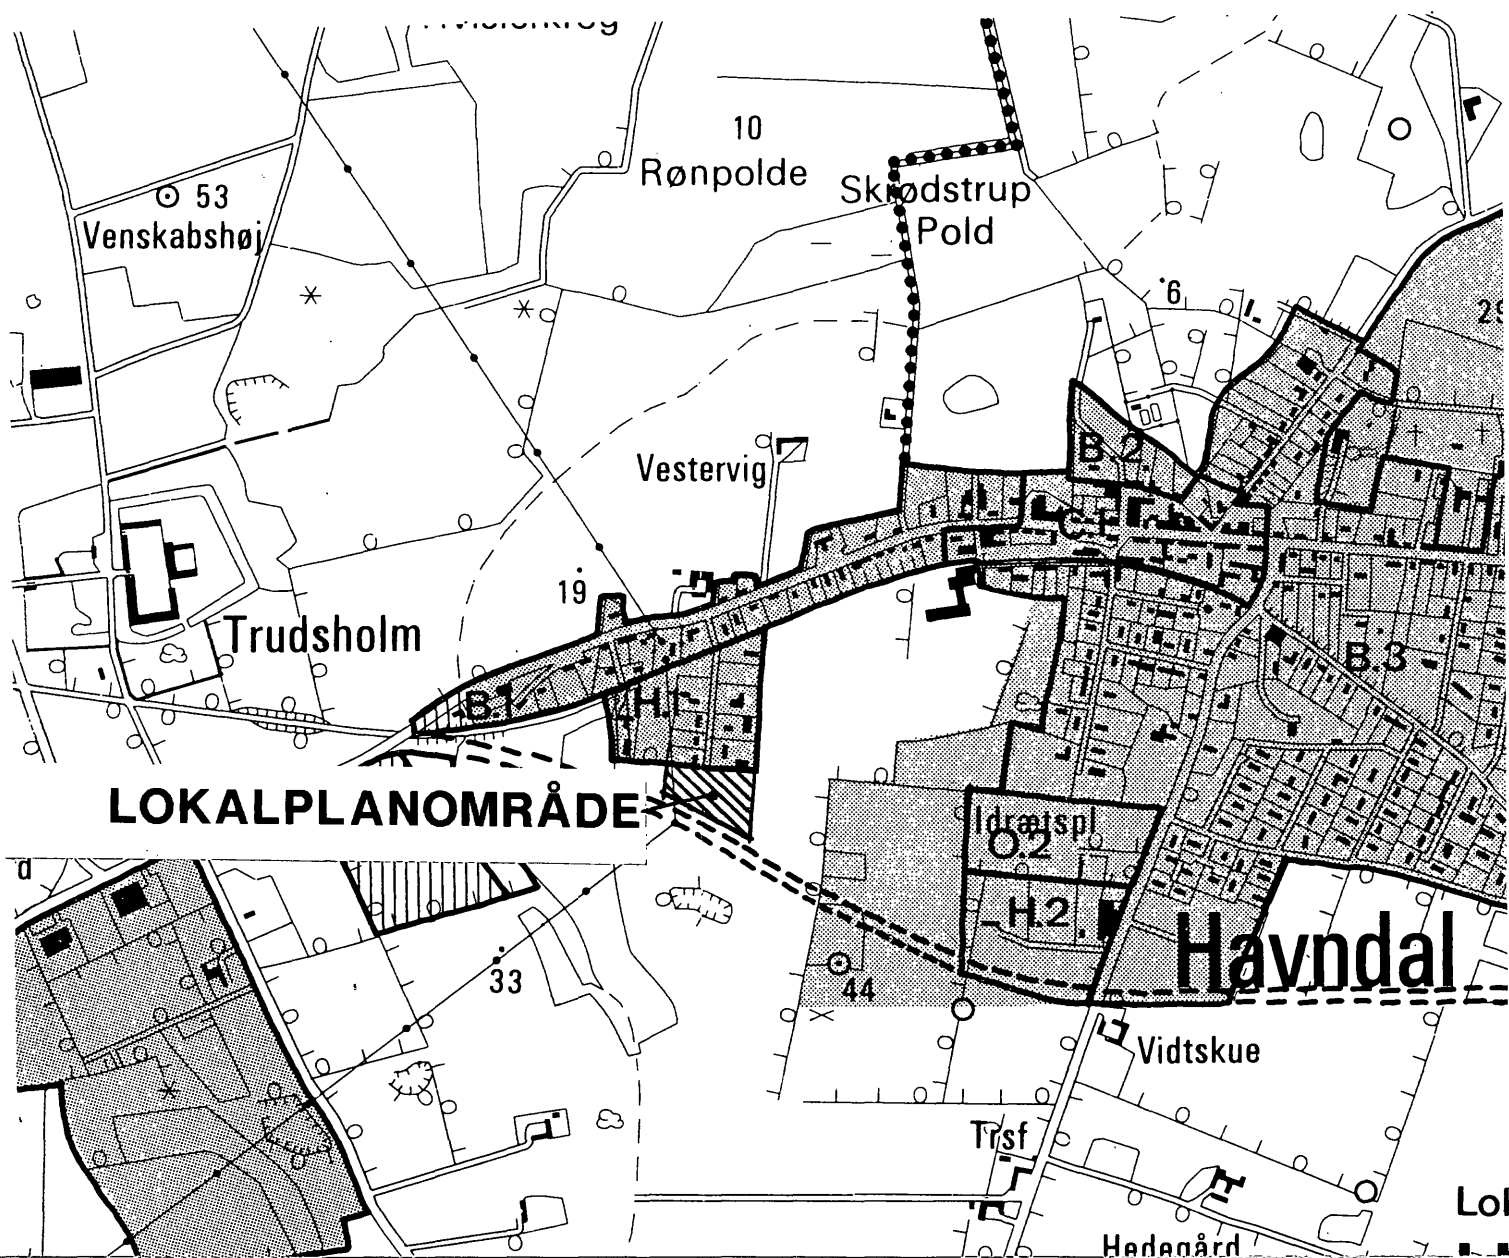 10
Rønpolde
Skrødstrup
Pold
53
Venskabshøj
6
B.2
Vestervig
C.1
19
Trudsholm
B.3
B.1
H.1
LOKALPLANOMRÅDE
Idrætspl
O.2
H.2
Havndal
33
44
Vidtskue
Trsf
Hedegård